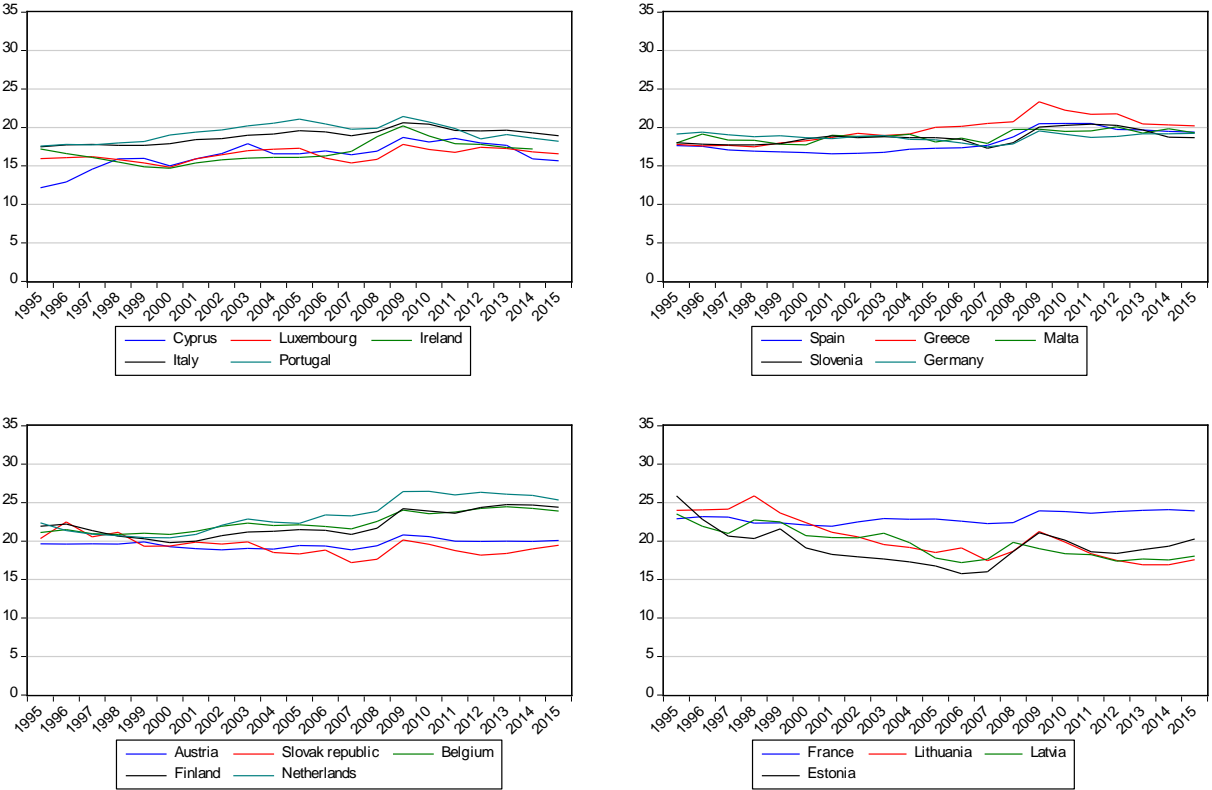 35
30
25
20
15
10
5
0
1995 1996 1997 1998 1999 2000 2001 2002 2003 2004 2005 2006 2007 2008 2009 2010 2011 2012 2013 2014 2015
Cyprus Luxembourg Ireland
Italy Portugal
35
30
25
20
15
10
5
0
1995 1996 1997 1998 1999 2000 2001 2002 2003 2004 2005 2006 2007 2008 2009 2010 2011 2012 2013 2014 2015
Spain Greece Malta
Slovenia Germany
35
30
25
20
15
10
5
0
1995 1996 1997 1998 1999 2000 2001 2002 2003 2004 2005 2006 2007 2008 2009 2010 2011 2012 2013 2014 2015
Austria Slovak republic Belgium
Finland Netherlands
35
30
25
20
15
10
5
0
1995 1996 1997 1998 1999 2000 2001 2002 2003 2004 2005 2006 2007 2008 2009 2010 2011 2012 2013 2014 2015
France Lithuania Latvia
Estonia